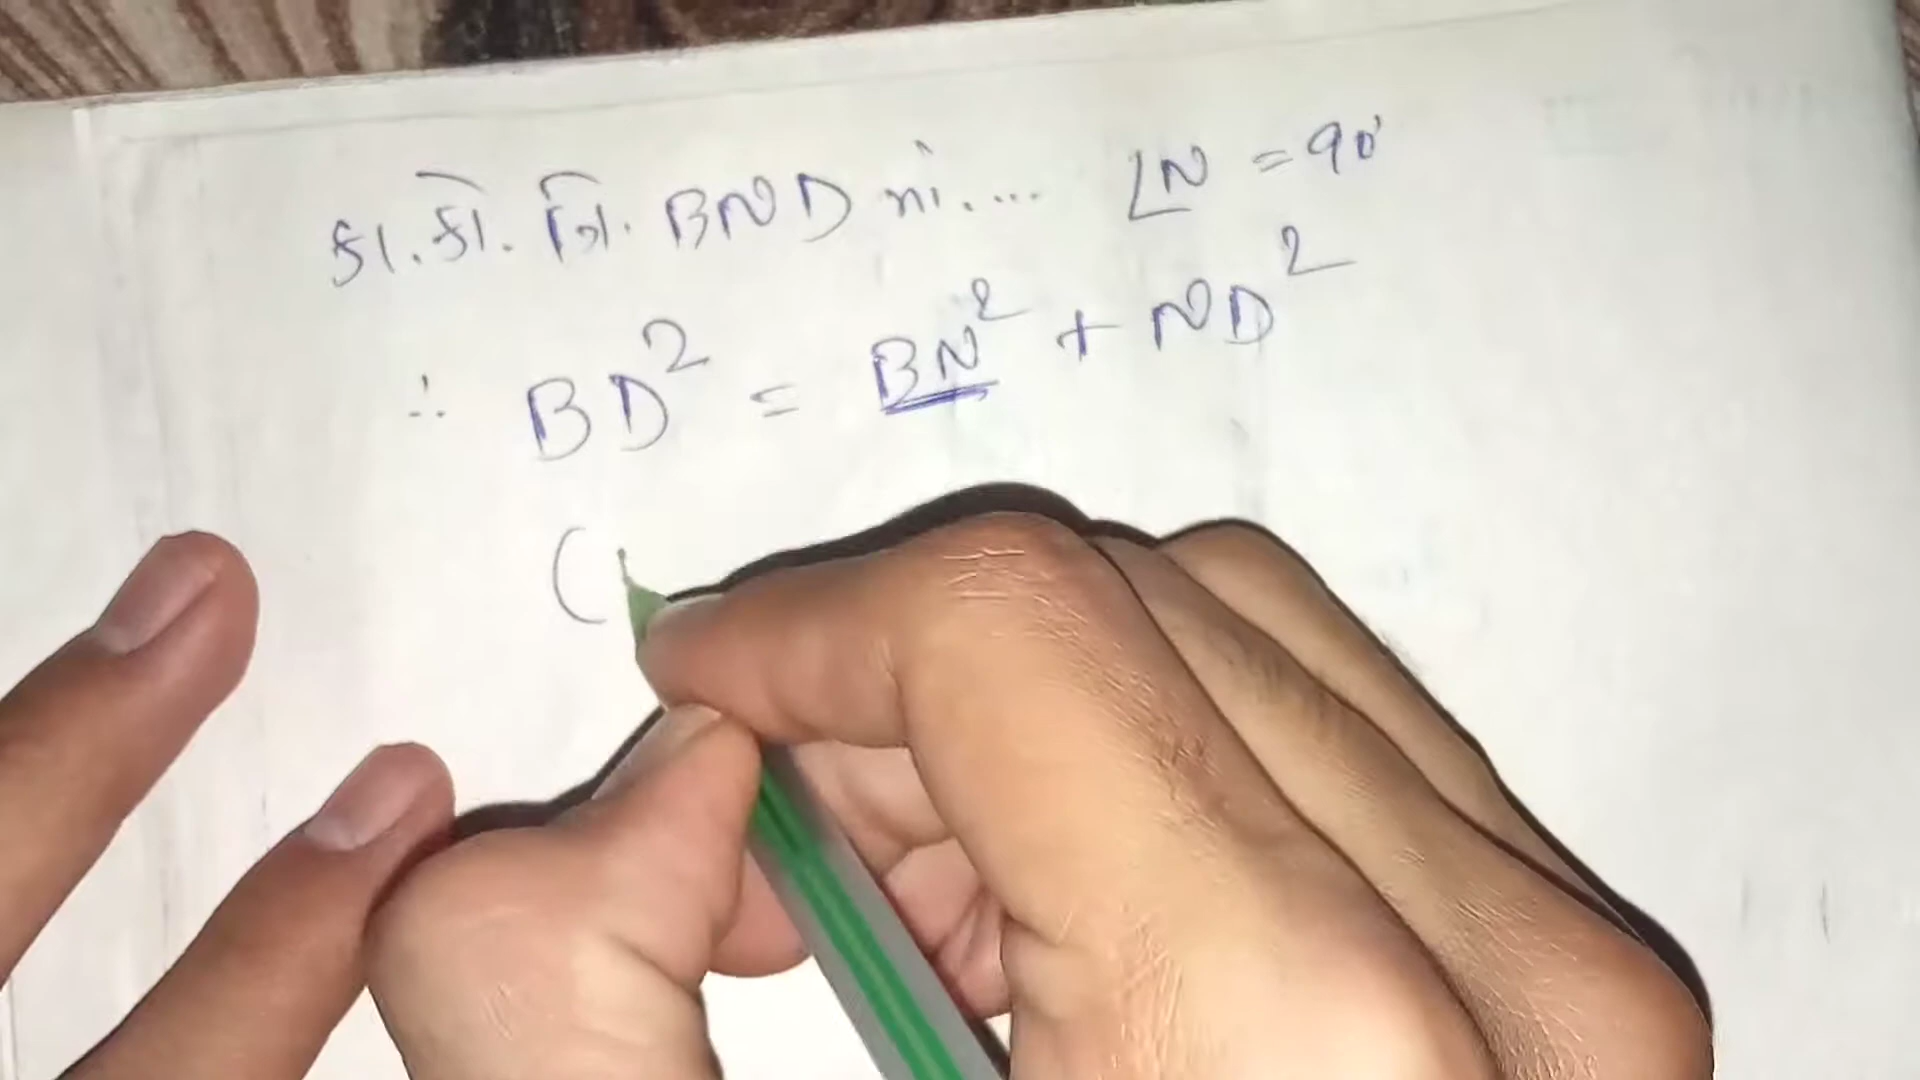 કા.કો. ત્રિ. BND માં.... ∠N = 90°
∴ BD² = BN² + ND²
(